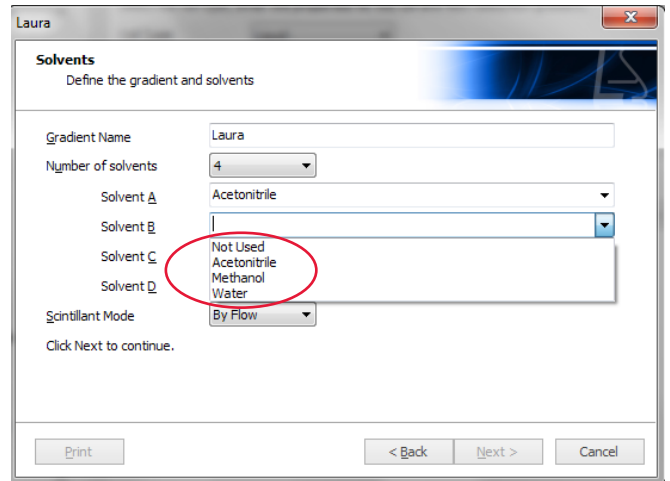 Laura
Solvents
Define the gradient and solvents
Gradient Name Laura
Number of solvents 4
Solvent A Acetonitrile
Solvent B
Not Used
Acetonitrile
Solvent C
Methanol
Solvent D
Water
Scintillant Mode By Flow
Click Next to continue.
Print < Back Next > Cancel